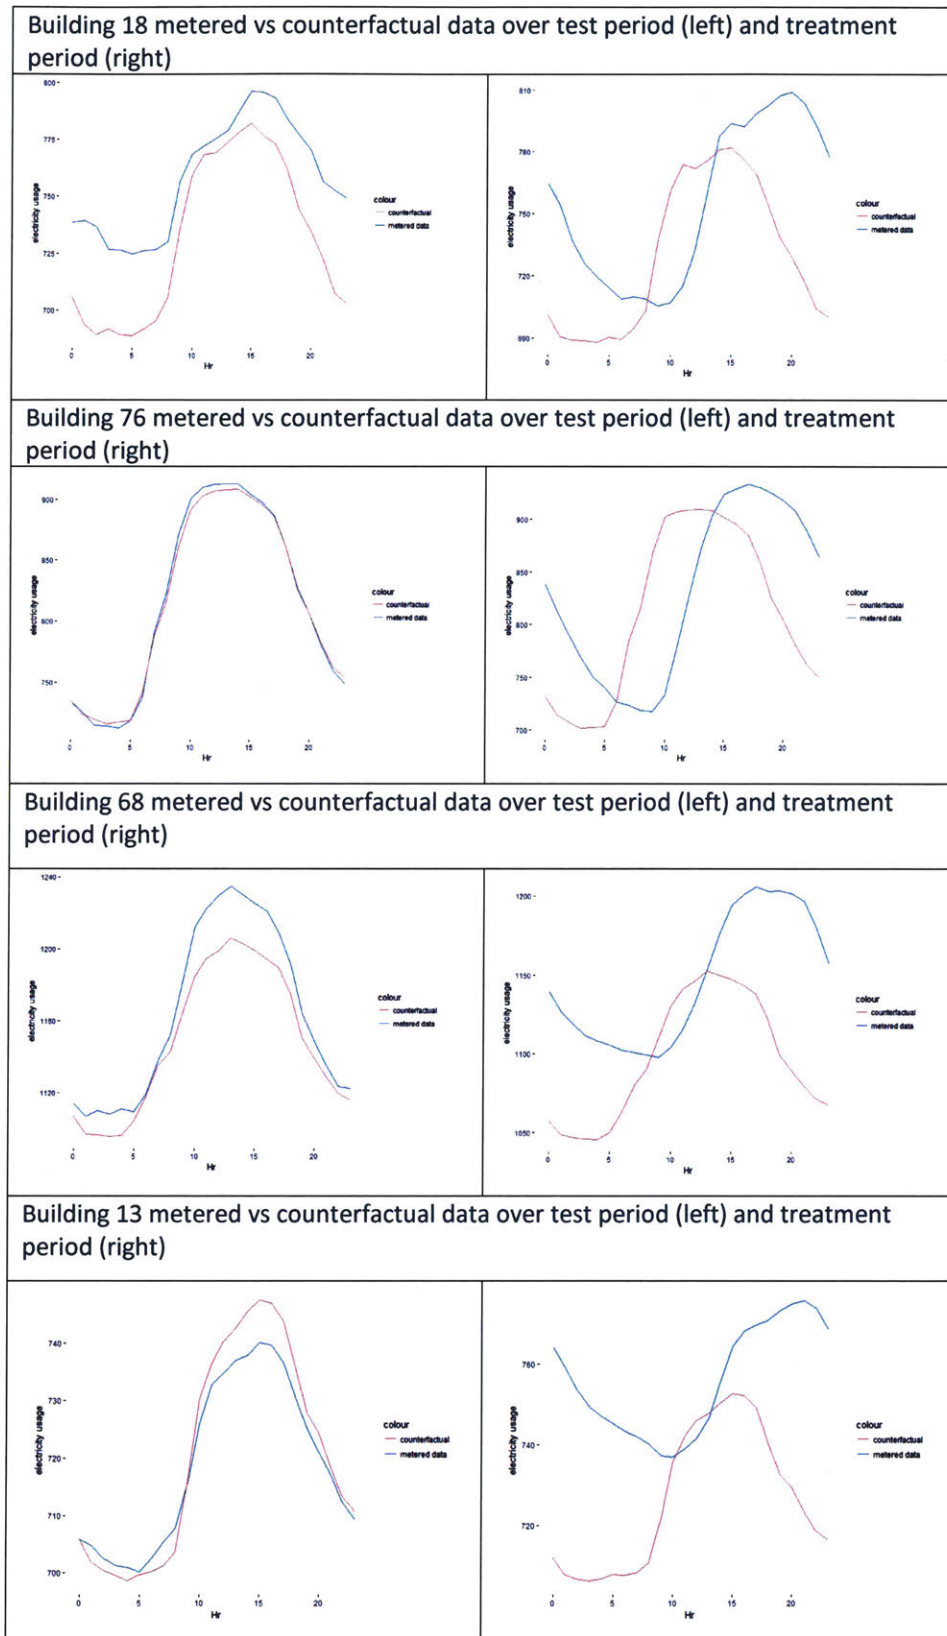 Building 18 metered vs counterfactual data over test period (left) and treatment
period (right)
800
775
750
725
700
electricity usage
0 5 10 15 20
Hr
colour
counterfactual
metered data
810
780
750
720
690
electricity usage
0 5 10 15 20
Hr
colour
counterfactual
metered data
Building 76 metered vs counterfactual data over test period (left) and treatment
period (right)
900
850
800
750
electricity usage
0 5 10 15 20
Hr
colour
counterfactual
metered data
900
850
800
750
700
electricity usage
0 5 10 15 20
Hr
colour
counterfactual
metered data
Building 68 metered vs counterfactual data over test period (left) and treatment
period (right)
1240
1200
1120
electricity usage
0 5 10 15 20
Hr
colour
counterfactual
metered data
1200
1150
1100
1050
electricity usage
0 5 10 15 20
Hr
colour
counterfactual
metered data
Building 13 metered vs counterfactual data over test period (left) and treatment
period (right)
740
730
720
710
700
electricity usage
0 5 10 15 20
Hr
colour
counterfactual
metered data
760
740
720
electricity usage
0 5 10 15 20
Hr
colour
counterfactual
metered data